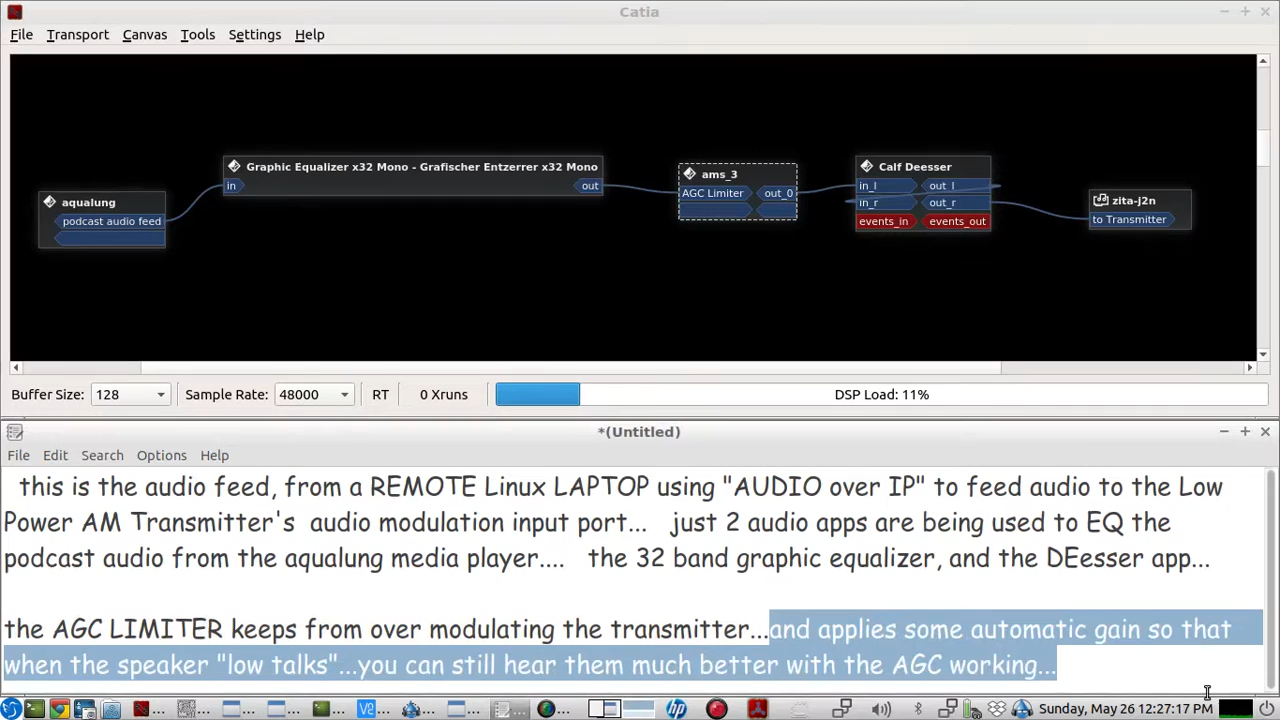 Catia
File Transport Canvas Tools Settings Help
Graphic Equalizer x32 Mono - Grafischer Entzerrer x32 Mono
in out
aqualung
podcast audio feed
ams_3
AGC Limiter out_0
Calf Deesser
in_l out_l
in_r out_r
events_in events_out
zita-j2n
to Transmitter
Buffer Size: 128 Sample Rate: 48000 RT 0 Xruns DSP Load: 11%
*(Untitled)
File Edit Search Options Help
this is the audio feed, from a REMOTE Linux LAPTOP using "AUDIO over IP" to feed audio to the Low
Power AM Transmitter's audio modulation input port... just 2 audio apps are being used to EQ the
podcast audio from the aqualung media player.... the 32 band graphic equalizer, and the DEesser app...
the AGC LIMITER keeps from over modulating the transmitter...and applies some automatic gain so that
when the speaker "low talks"...you can still hear them much better with the AGC working...
Sunday, May 26 12:27:17 PM